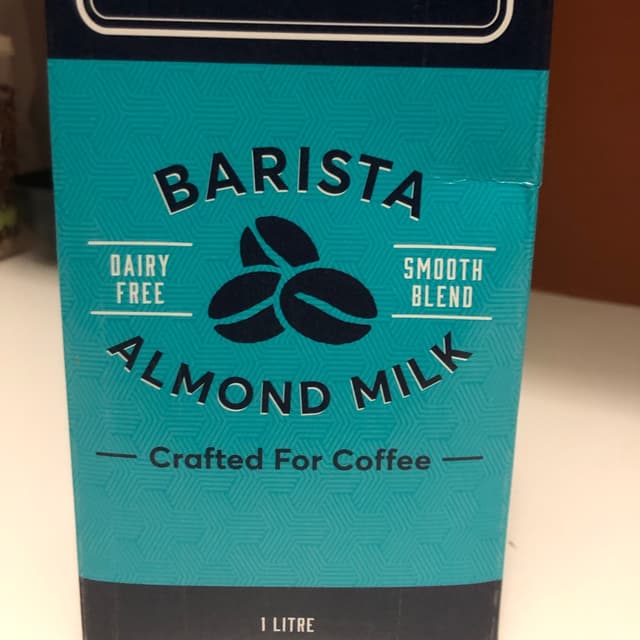 BARISTA
DAIRY FREE
SMOOTH BLEND
ALMOND MILK
Crafted For Coffee
1 LITRE